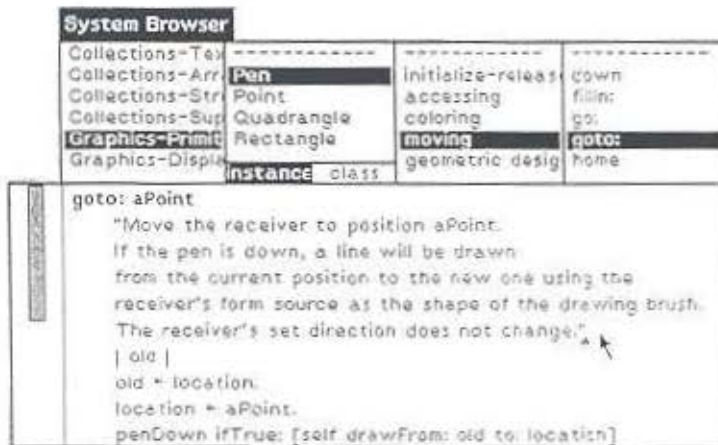 System Browser
Collections-Tex
Collections-Arr
Collections-Stri
Collections-Sup
Graphics-Primit
Graphics-Displa
------------
Pen
Point
Quadrangle
Rectangle
instance class
------------
initialize-releas
accessing
coloring
moving
geometric desig
------------
down
fillIn:
go:
goto:
home
goto: aPoint
"Move the receiver to position aPoint.
If the pen is down, a line will be drawn
from the current position to the new one using the
receiver's form source as the shape of the drawing brush.
The receiver's set direction does not change."
| old |
old ← location.
location ← aPoint.
penDown ifTrue: [self drawFrom: old to: location]